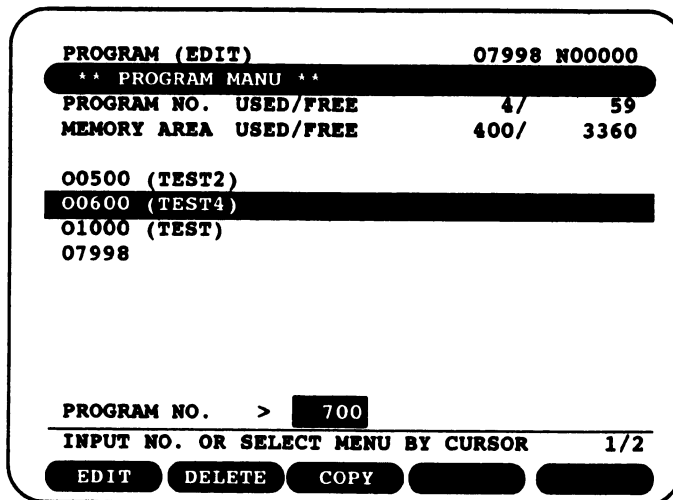 PROGRAM (EDIT) O7998 N00000
** PROGRAM MANU **
PROGRAM NO. USED/FREE 4/ 59
MEMORY AREA USED/FREE 400/ 3360
O0500 (TEST2)
O0600 (TEST4)
O1000 (TEST)
O7998
PROGRAM NO. > 700
INPUT NO. OR SELECT MENU BY CURSOR 1/2
EDIT DELETE COPY